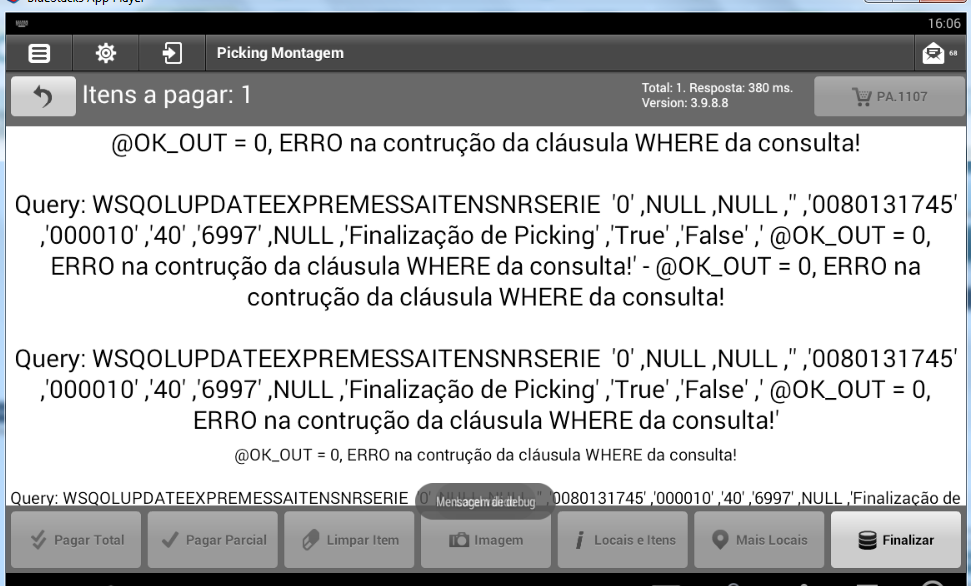 BlueStacks App Player
16:06
Picking Montagem
68
Itens a pagar: 1
Total: 1. Resposta: 380 ms.
Version: 3.9.8.8
PA.1107
@OK_OUT = 0, ERRO na contrução da cláusula WHERE da consulta!
Query: WSQOLUPDATEEXPREMESSAITENSNRSERIE '0' ,NULL ,NULL ,'' ,'0080131745'
,'000010' ,'40' ,'6997' ,NULL ,'Finalização de Picking' ,'True' ,'False' ,' @OK_OUT = 0,
ERRO na contrução da cláusula WHERE da consulta!' - @OK_OUT = 0, ERRO na
contrução da cláusula WHERE da consulta!
Query: WSQOLUPDATEEXPREMESSAITENSNRSERIE '0' ,NULL ,NULL ,'' ,'0080131745'
,'000010' ,'40' ,'6997' ,NULL ,'Finalização de Picking' ,'True' ,'False' ,' @OK_OUT = 0,
ERRO na contrução da cláusula WHERE da consulta!'
@OK_OUT = 0, ERRO na contrução da cláusula WHERE da consulta!
Query: WSQOLUPDATEEXPREMESSAITENSNRSERIE '0' ,NULL ,NULL ,'' ,'0080131745' ,'000010' ,'40' ,'6997' ,NULL ,'Finalização de
Mensagem de debug
Pagar Total
Pagar Parcial
Limpar Item
Imagem
Locais e Itens
Mais Locais
Finalizar